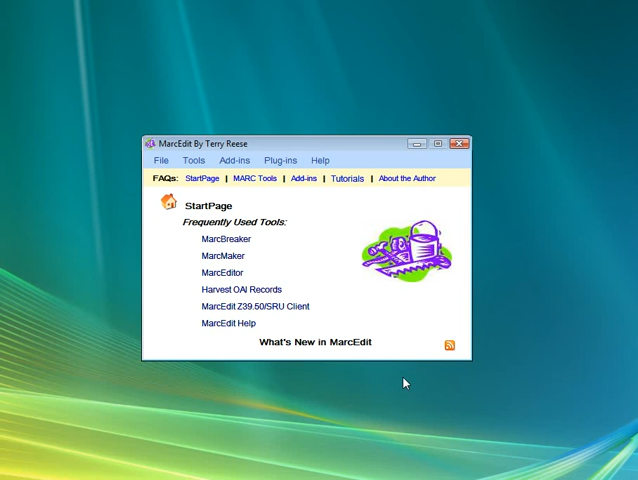 MarcEdit By Terry Reese
File Tools Add-ins Plug-ins Help
FAQs: StartPage | MARC Tools | Add-ins | Tutorials | About the Author
StartPage
Frequently Used Tools:
MarcBreaker
MarcMaker
MarcEditor
Harvest OAI Records
MarcEdit Z39.50/SRU Client
MarcEdit Help
What's New in MarcEdit